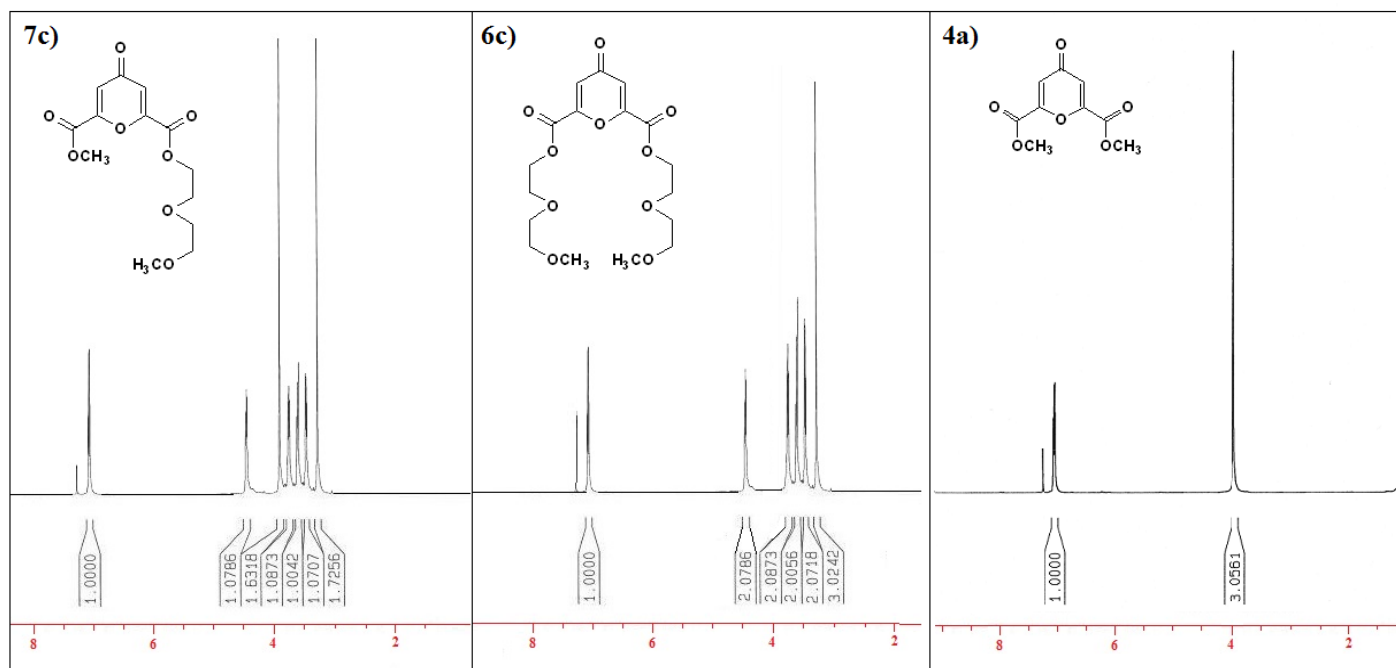 7c)
O
O
O
O
OCH3
O
O
H3CO
1.0000
1.0786
1.6318
1.0873
1.0042
1.0707
1.7256
8
6
4
2
6c)
O
O
O
O
O
O
O
O
OCH3
H3CO
1.0000
2.0786
2.0873
2.0056
2.0718
3.0242
8
6
4
2
4a)
O
O
O
O
OCH3
OCH3
1.0000
3.0561
8
6
4
2